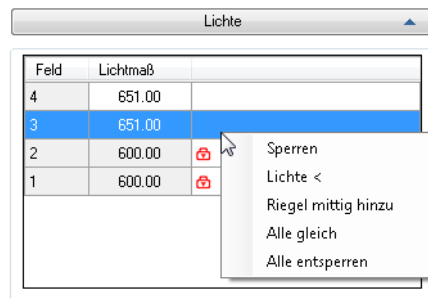 Lichte
Feld Lichtmaß
4 651.00
3 651.00
2 600.00
1 600.00
Sperren
Lichte <
Riegel mittig hinzu
Alle gleich
Alle entsperren